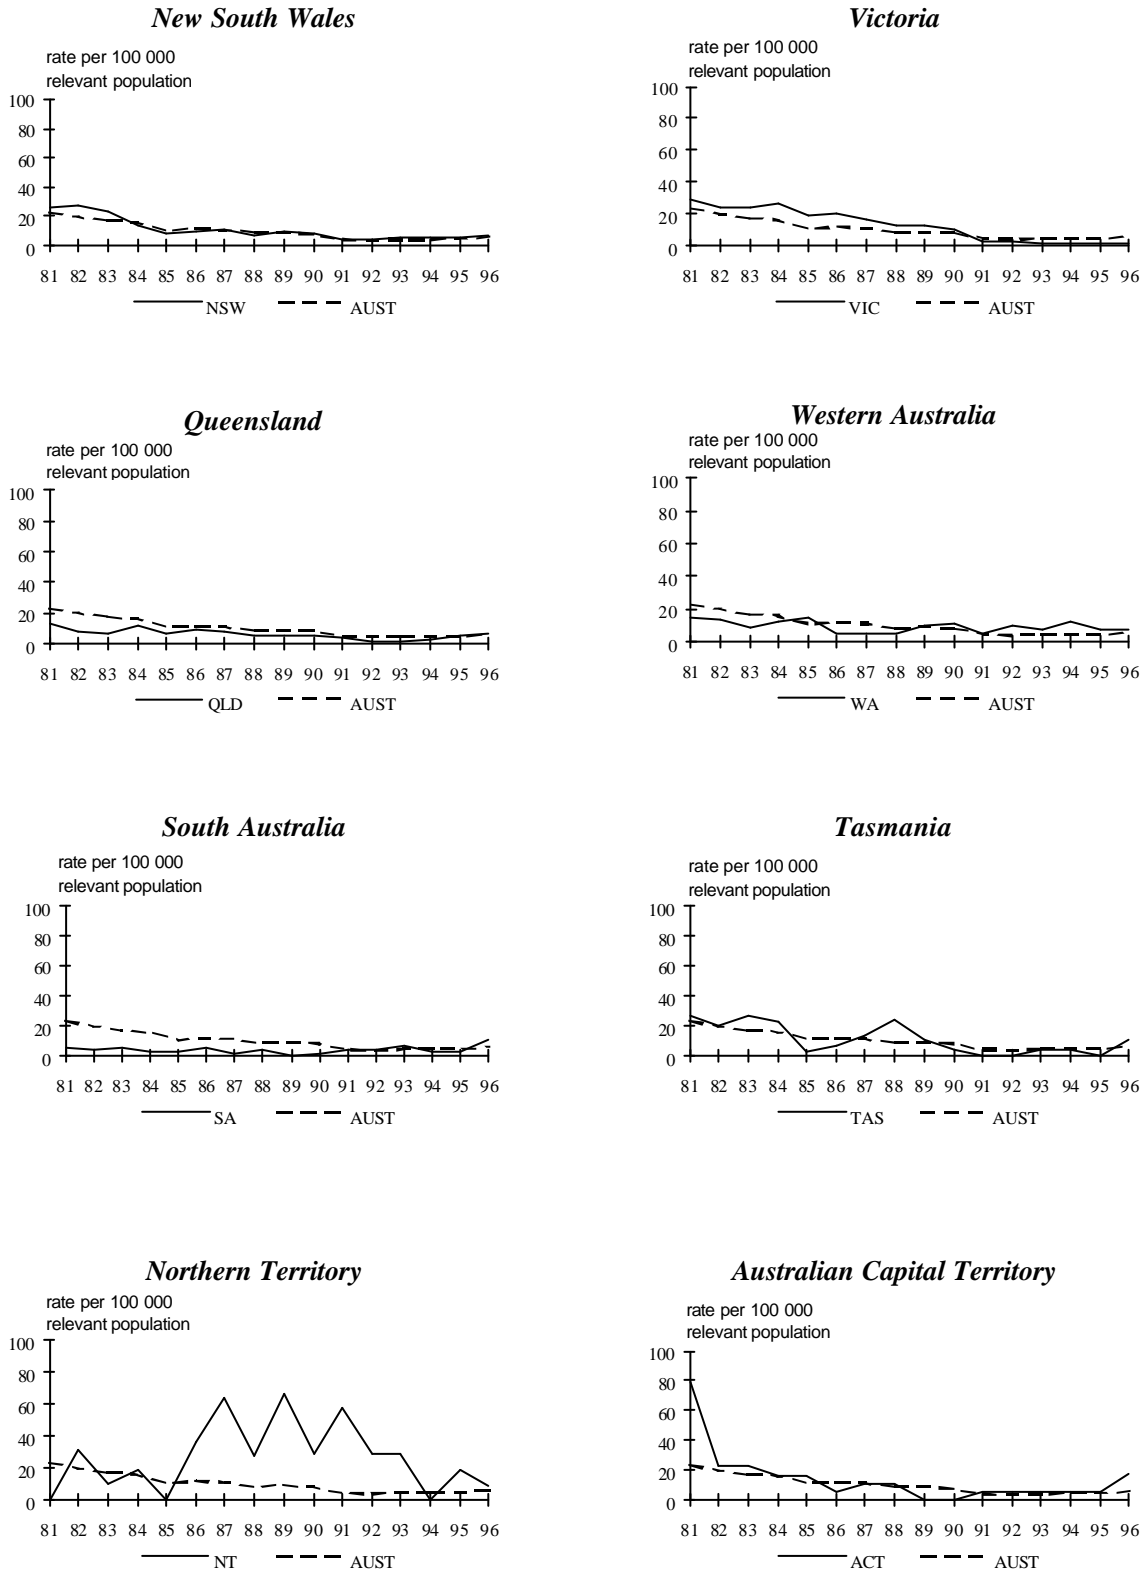 New South Wales
rate per 100 000
relevant population
100
80
60
40
20
0
81 82 83 84 85 86 87 88 89 90 91 92 93 94 95 96
NSW AUST
Victoria
rate per 100 000
relevant population
100
80
60
40
20
0
81 82 83 84 85 86 87 88 89 90 91 92 93 94 95 96
VIC AUST
Queensland
rate per 100 000
relevant population
100
80
60
40
20
0
81 82 83 84 85 86 87 88 89 90 91 92 93 94 95 96
QLD AUST
Western Australia
rate per 100 000
relevant population
100
80
60
40
20
0
81 82 83 84 85 86 87 88 89 90 91 92 93 94 95 96
WA AUST
South Australia
rate per 100 000
relevant population
100
80
60
40
20
0
81 82 83 84 85 86 87 88 89 90 91 92 93 94 95 96
SA AUST
Tasmania
rate per 100 000
relevant population
100
80
60
40
20
0
81 82 83 84 85 86 87 88 89 90 91 92 93 94 95 96
TAS AUST
Northern Territory
rate per 100 000
relevant population
100
80
60
40
20
0
81 82 83 84 85 86 87 88 89 90 91 92 93 94 95 96
NT AUST
Australian Capital Territory
rate per 100 000
relevant population
100
80
60
40
20
0
81 82 83 84 85 86 87 88 89 90 91 92 93 94 95 96
ACT AUST